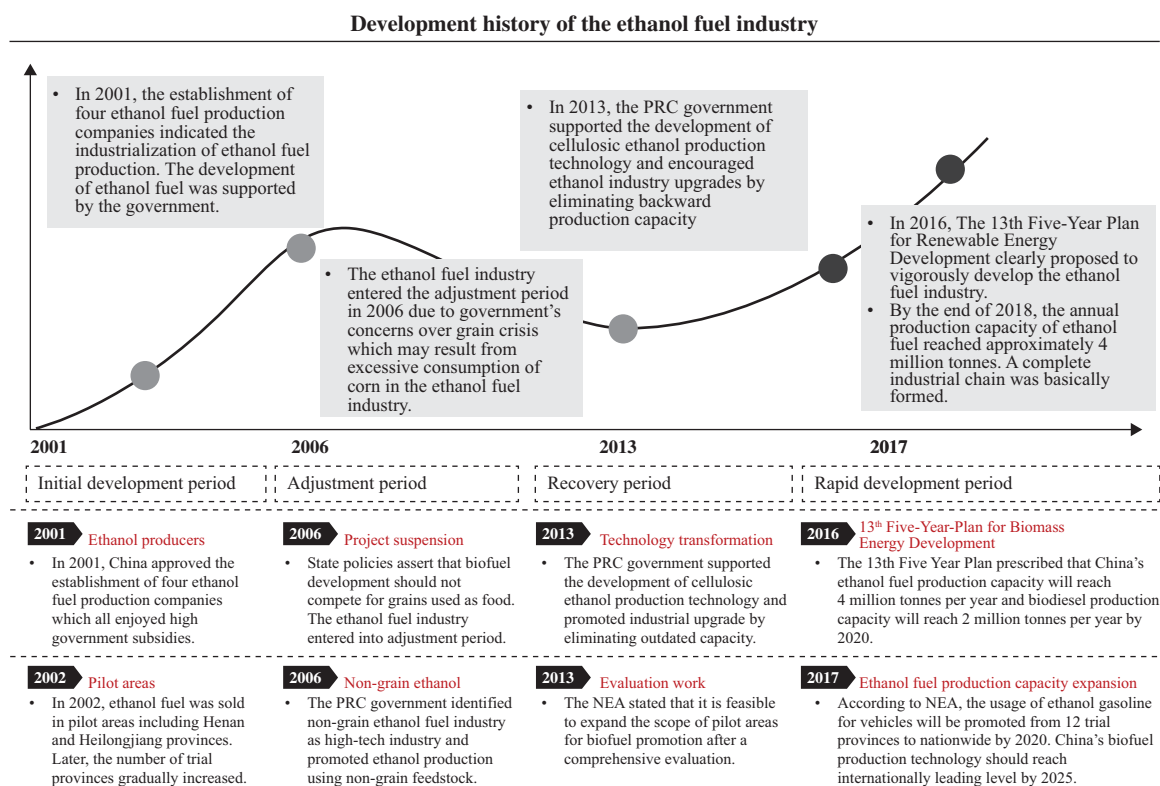 Development history of the ethanol fuel industry
• In 2001, the establishment of
four ethanol fuel production
companies indicated the
industrialization of ethanol fuel
production. The development
of ethanol fuel was supported
by the government.
• The ethanol fuel industry
entered the adjustment period
in 2006 due to government’s
concerns over grain crisis
which may result from
excessive consumption of
corn in the ethanol fuel
industry.
• In 2013, the PRC government
supported the development of
cellulosic ethanol production
technology and encouraged
ethanol industry upgrades by
eliminating backward
production capacity
• In 2016, The 13th Five-Year Plan
for Renewable Energy
Development clearly proposed to
vigorously develop the ethanol
fuel industry.
• By the end of 2018, the annual
production capacity of ethanol
fuel reached approximately 4
million tonnes. A complete
industrial chain was basically
formed.
2001 2006 2013 2017
Initial development period
Adjustment period
Recovery period
Rapid development period
2001 Ethanol producers
• In 2001, China approved the
establishment of four ethanol
fuel production companies
which all enjoyed high
government subsidies.
2006 Project suspension
• State policies assert that biofuel
development should not
compete for grains used as food.
The ethanol fuel industry
entered into adjustment period.
2013 Technology transformation
• The PRC government supported
the development of cellulosic
ethanol production technology and
promoted industrial upgrade by
eliminating outdated capacity.
2016 13th Five-Year-Plan for Biomass
Energy Development
• The 13th Five Year Plan prescribed that China’s
ethanol fuel production capacity will reach
4 million tonnes per year and biodiesel production
capacity will reach 2 million tonnes per year by
2020.
2002 Pilot areas
• In 2002, ethanol fuel was sold
in pilot areas including Henan
and Heilongjiang provinces.
Later, the number of trial
provinces gradually increased.
2006 Non-grain ethanol
• The PRC government identified
non-grain ethanol fuel industry
as high-tech industry and
promoted ethanol production
using non-grain feedstock.
2013 Evaluation work
• The NEA stated that it is feasible
to expand the scope of pilot areas
for biofuel promotion after a
comprehensive evaluation.
2017 Ethanol fuel production capacity expansion
• According to NEA, the usage of ethanol gasoline
for vehicles will be promoted from 12 trial
provinces to nationwide by 2020. China’s biofuel
production technology should reach
internationally leading level by 2025.